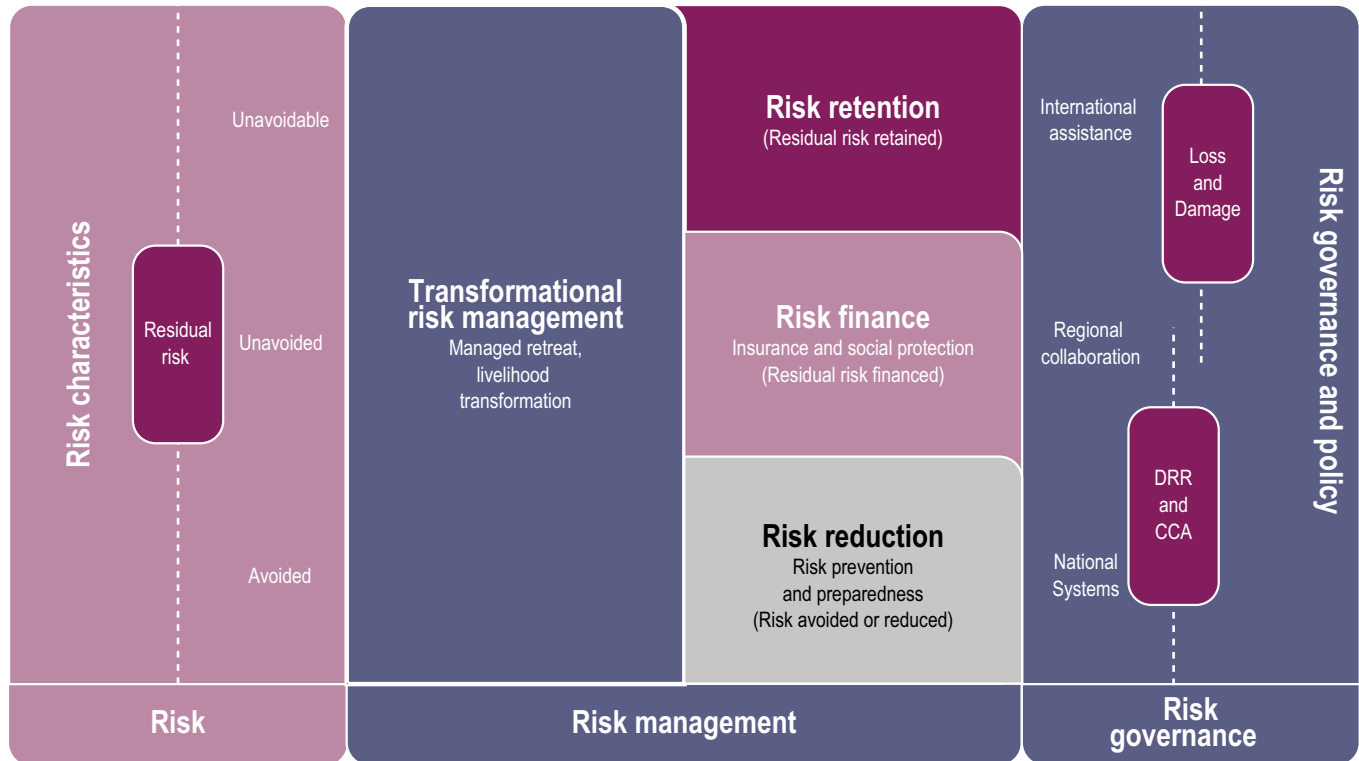 Risk characteristics
Unavoidable
Residual
risk
Unavoided
Avoided
Risk
Transformational
risk management
Managed retreat,
livelihood
transformation
Risk retention
(Residual risk retained)
Risk finance
Insurance and social protection
(Residual risk financed)
Risk reduction
Risk prevention
and preparedness
(Risk avoided or reduced)
Risk management
International
assistance
Loss
and
Damage
Regional
collaboration
DRR
and
CCA
National
Systems
Risk governance and policy
Risk
governance